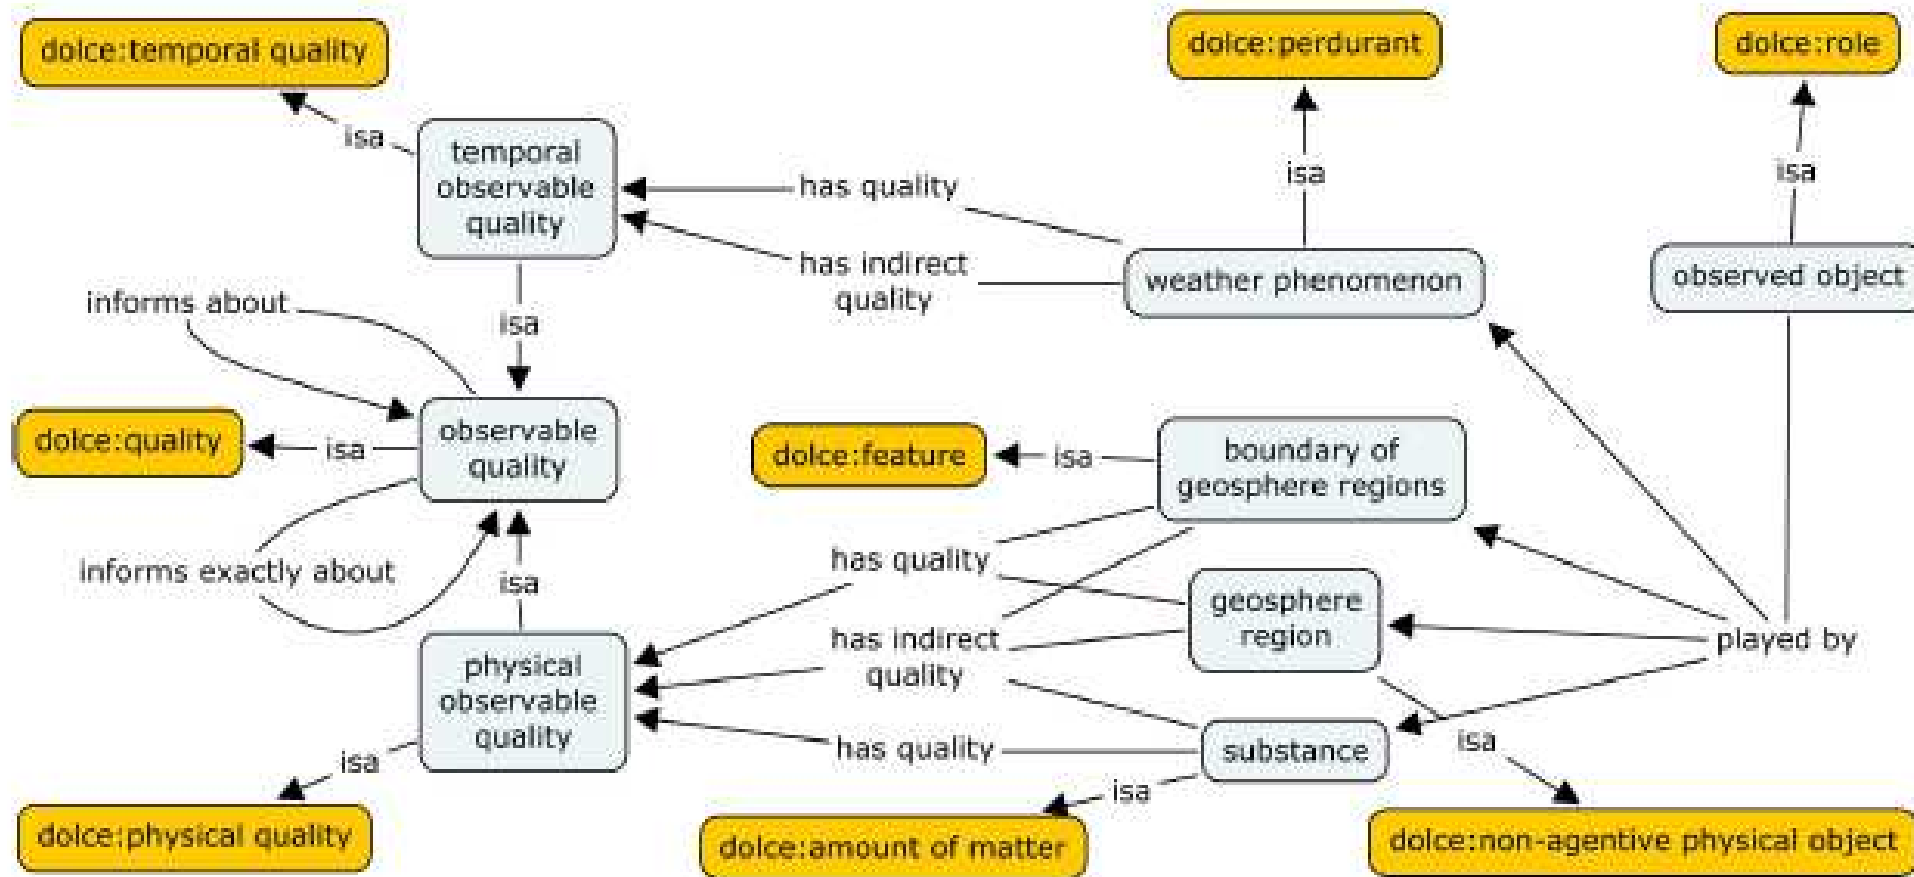 dolce:temporal quality
dolce:perdurant
dolce:role
isa
temporal
observable
quality
has quality
isa
isa
has indirect
quality
weather phenomenon
observed object
informs about
isa
dolce:quality
isa
observable
quality
dolce:feature
isa
boundary of
geosphere regions
informs exactly about
isa
has quality
geosphere
region
has indirect
quality
played by
physical
observable
quality
has quality
substance
isa
isa
isa
dolce:physical quality
dolce:amount of matter
dolce:non-agentive physical object